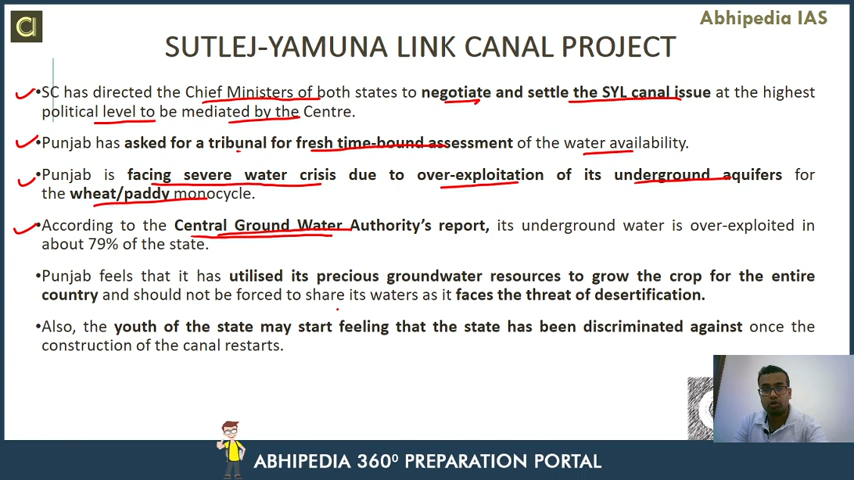 Abhipedia IAS
SUTLEJ-YAMUNA LINK CANAL PROJECT
•SC has directed the Chief Ministers of both states to negotiate and settle the SYL canal issue at the highest
political level to be mediated by the Centre.
•Punjab has asked for a tribunal for fresh time-bound assessment of the water availability.
•Punjab is facing severe water crisis due to over-exploitation of its underground aquifers for
the wheat/paddy monocycle.
•According to the Central Ground Water Authority's report, its underground water is over-exploited in
about 79% of the state.
•Punjab feels that it has utilised its precious groundwater resources to grow the crop for the entire
country and should not be forced to share its waters as it faces the threat of desertification.
•Also, the youth of the state may start feeling that the state has been discriminated against once the
construction of the canal restarts.
ABHIPEDIA 360⁰ PREPARATION PORTAL